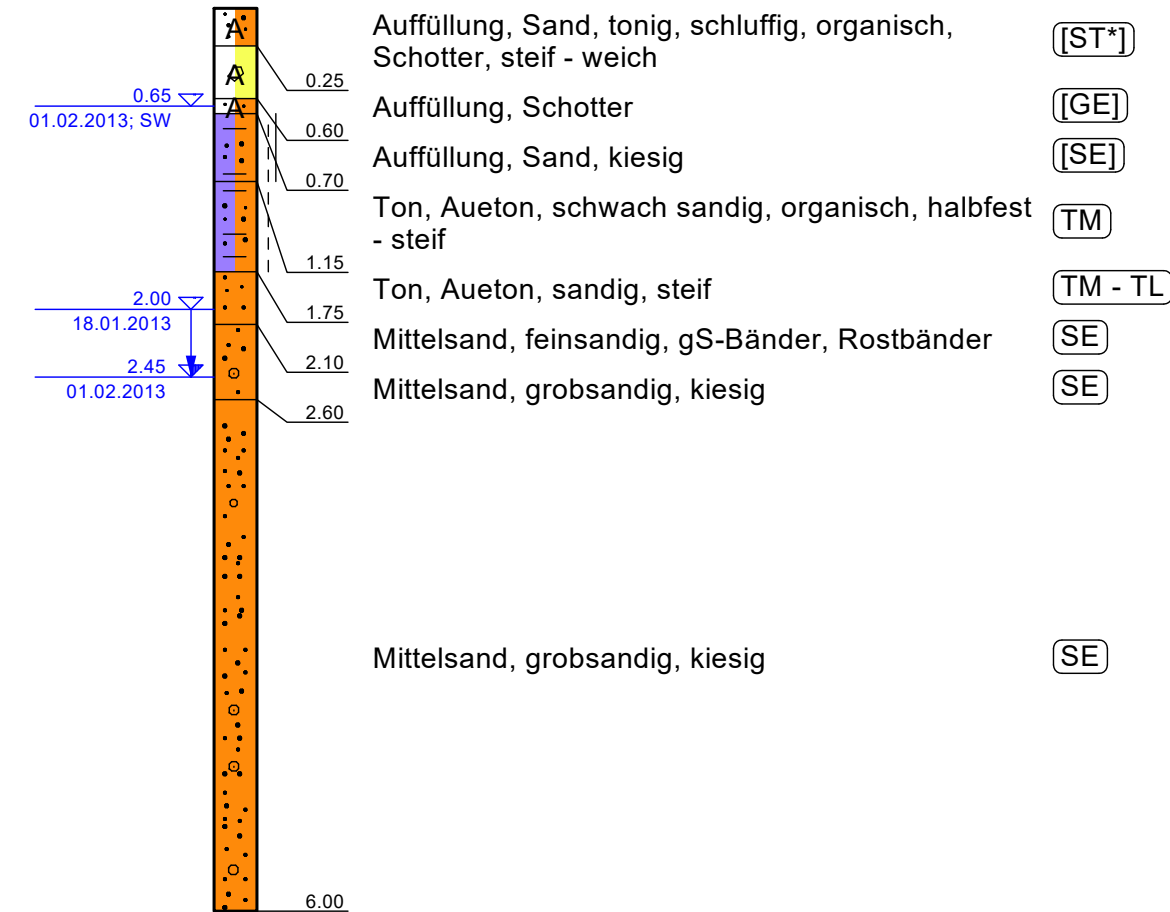 Auffüllung, Sand, tonig, schluffig, organisch,
Schotter, steif - weich
[ST*]
A
A
A
0.25
0.65
01.02.2013; SW
Auffüllung, Schotter
[GE]
0.60
Auffüllung, Sand, kiesig
[SE]
0.70
Ton, Aueton, schwach sandig, organisch, halbfest
- steif
TM
1.15
Ton, Aueton, sandig, steif
TM - TL
2.00
18.01.2013
1.75
Mittelsand, feinsandig, gS-Bänder, Rostbänder
SE
2.10
2.45
01.02.2013
Mittelsand, grobsandig, kiesig
SE
2.60
Mittelsand, grobsandig, kiesig
SE
6.00